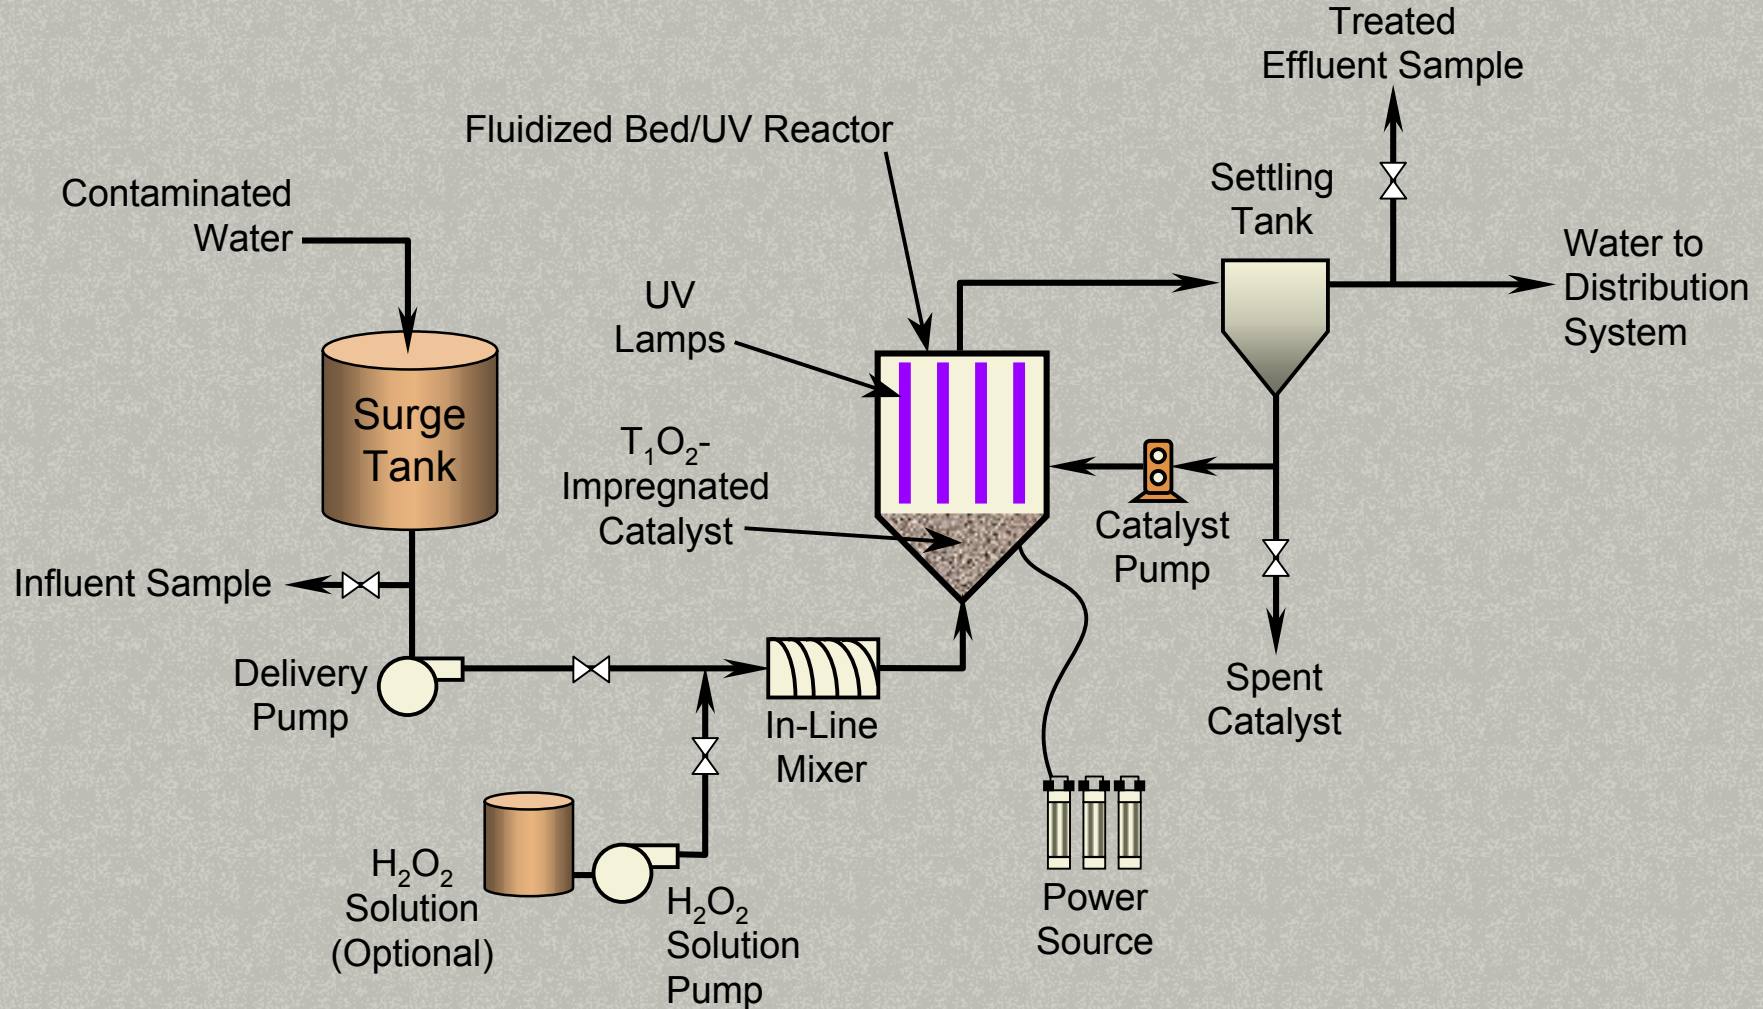 Treated
Effluent Sample
Fluidized Bed/UV Reactor
Contaminated
Water
Settling
Tank
Water to
Distribution
System
UV
Lamps
Surge
Tank
T₁O₂-
Impregnated
Catalyst
Catalyst
Pump
Influent Sample
Delivery
Pump
In-Line
Mixer
Spent
Catalyst
H₂O₂
Solution
(Optional)
H₂O₂
Solution
Pump
Power
Source